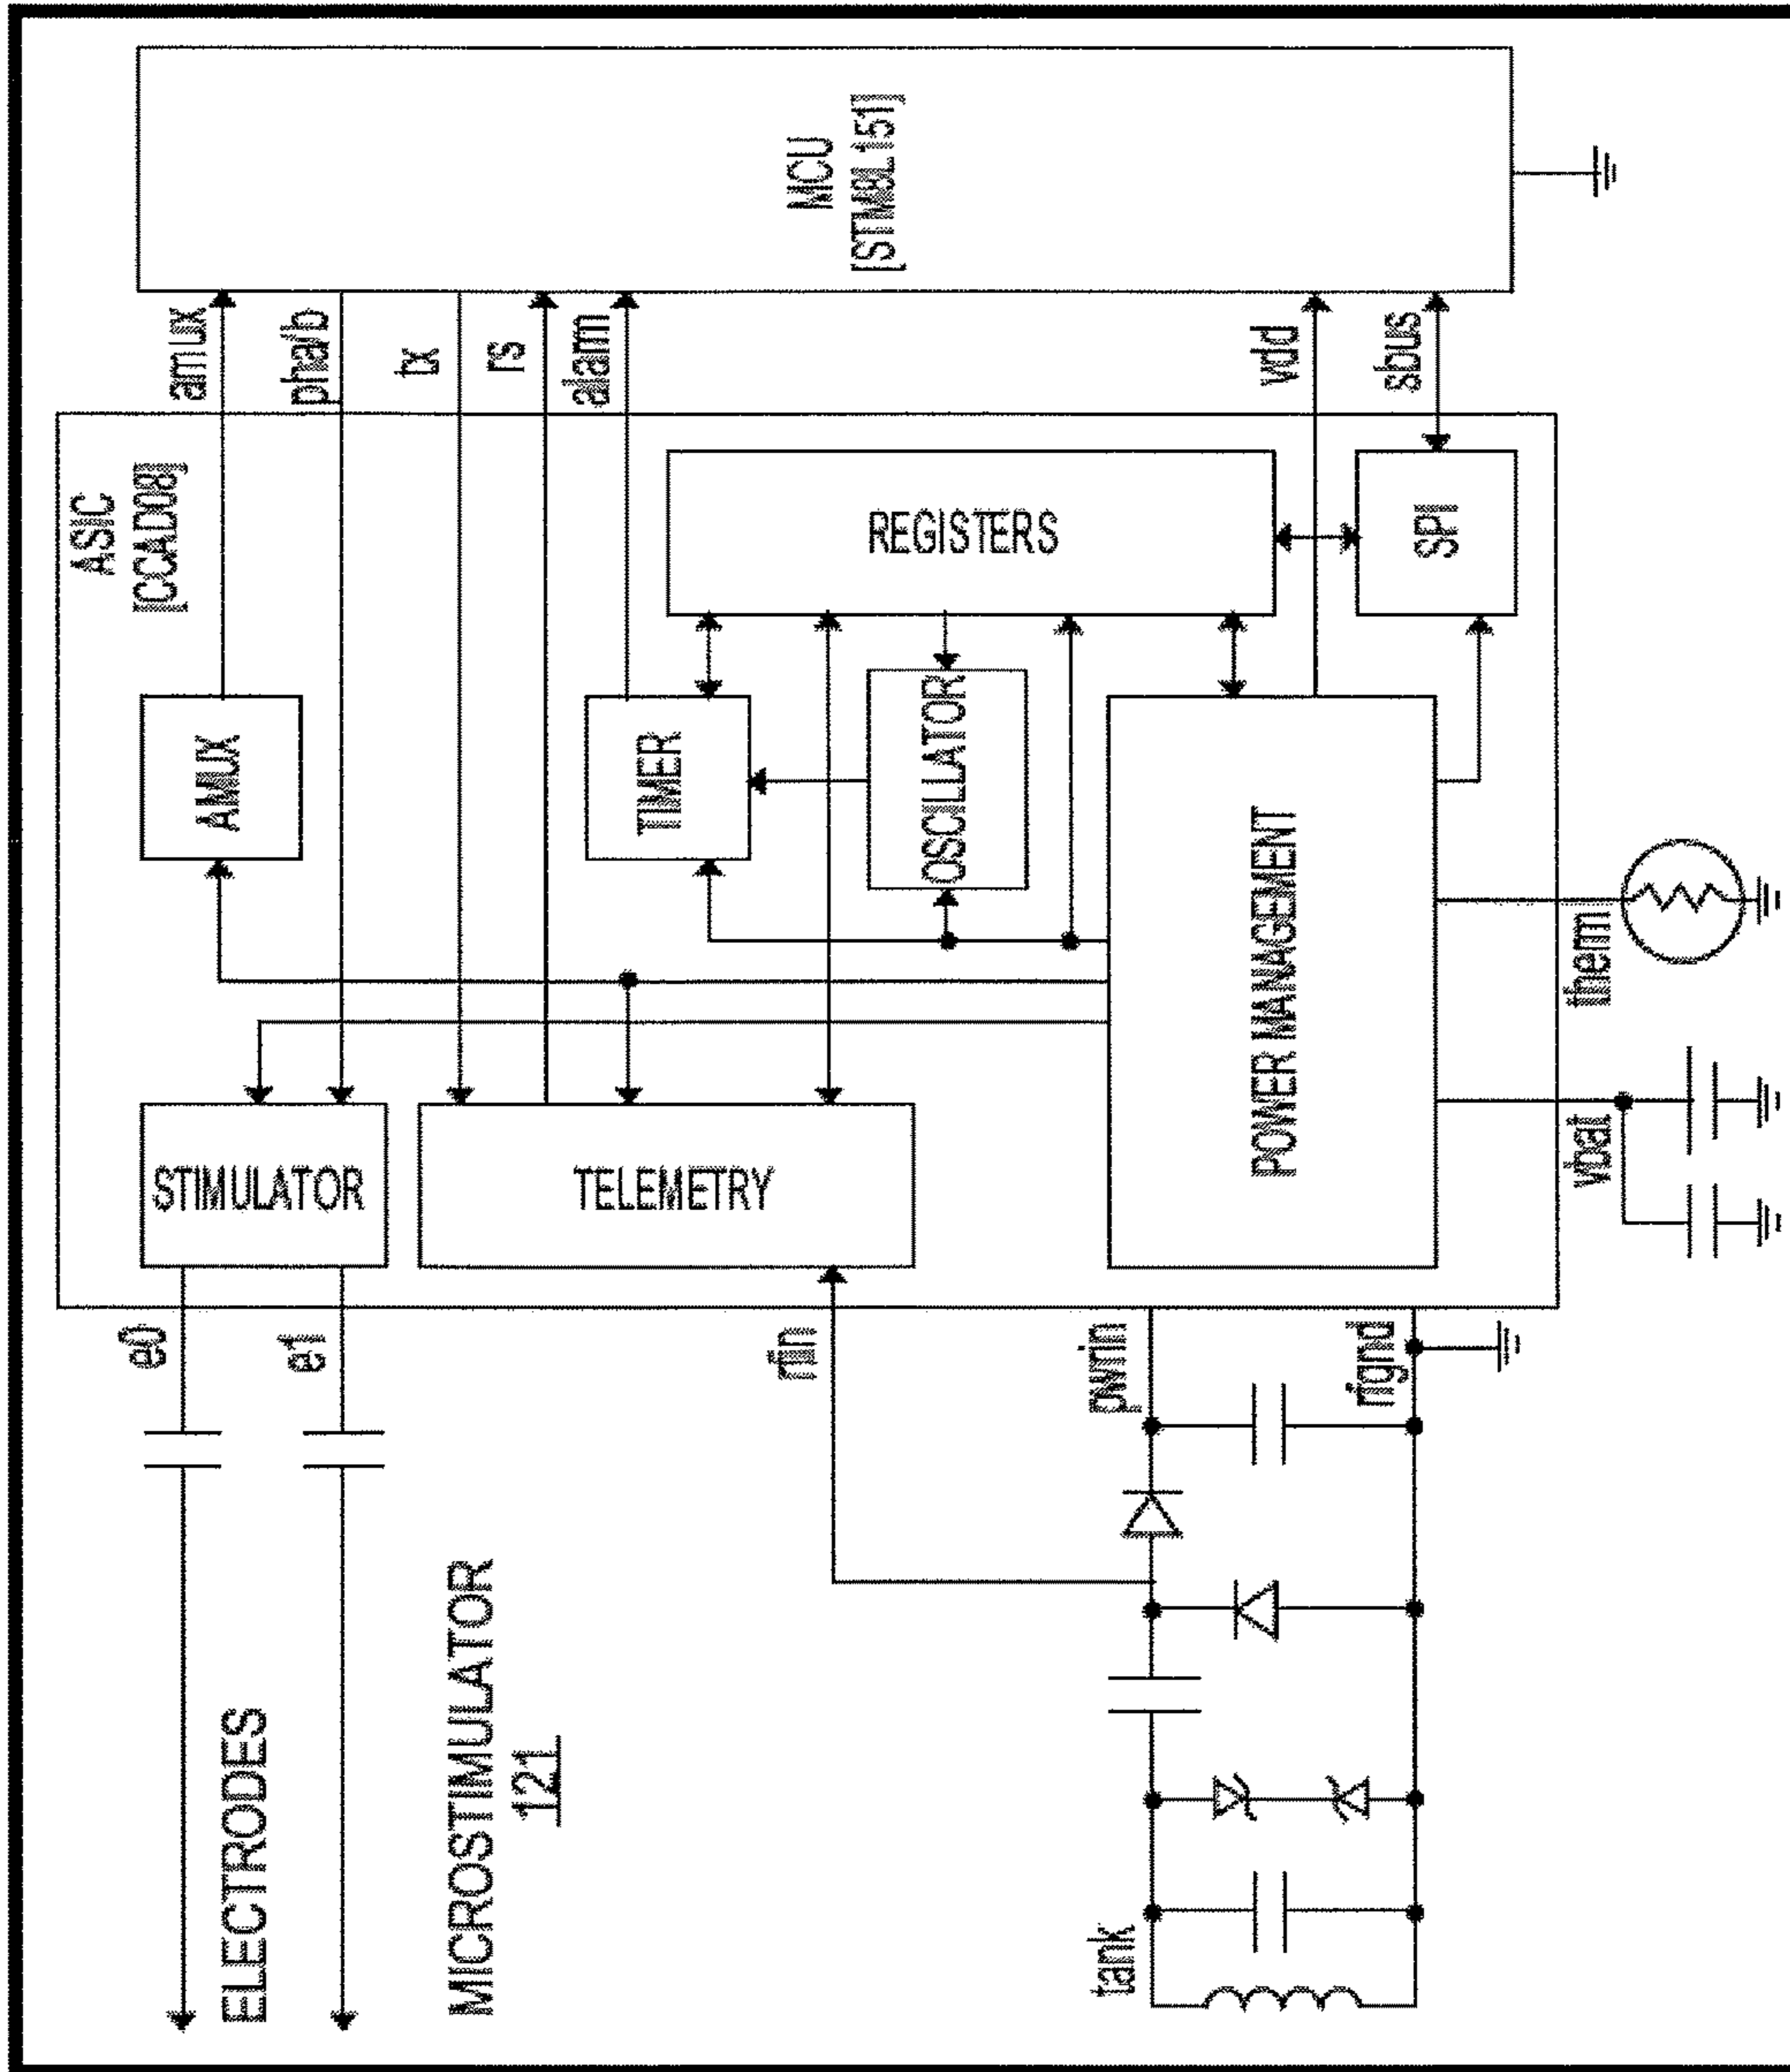 ELECTRODES
e0
e1
STIMULATOR
AMUX
ASIC
[CCAD08]
amux
pha/b
MICROSTIMULATOR
121
TELEMETRY
tx
rs
TIMER
alarm
rfin
OSCILLATOR
REGISTERS
MCU
[STM8L151]
tank
pwrin
rfgnd
POWER MANAGEMENT
vdd
SPI
sbus
vbat
therm